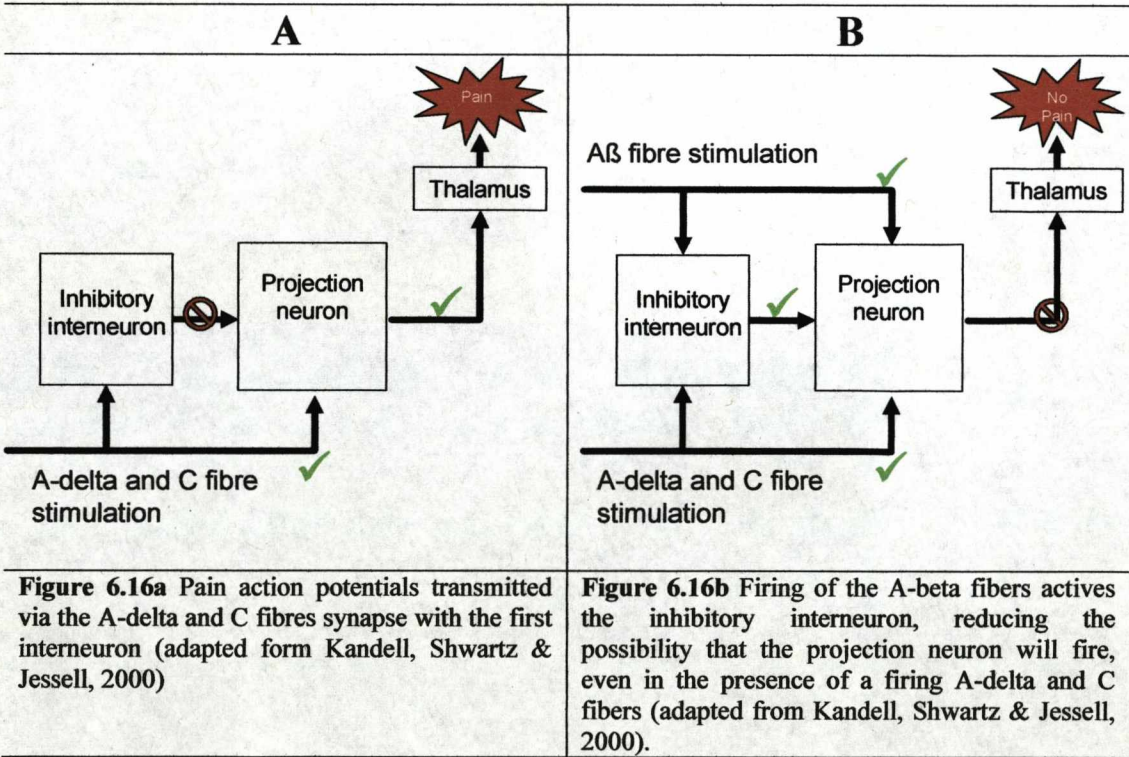 A
Pain
Thalamus
Inhibitory
interneuron
Projection
neuron
A-delta and C fibre
stimulation
Figure 6.16a Pain action potentials transmitted
via the A-delta and C fibres synapse with the first
interneuron (adapted form Kandell, Shwartz &
Jessell, 2000)
B
No
Pain
Aß fibre stimulation
Thalamus
Inhibitory
interneuron
Projection
neuron
A-delta and C fibre
stimulation
Figure 6.16b Firing of the A-beta fibers actives
the inhibitory interneuron, reducing the
possibility that the projection neuron will fire,
even in the presence of a firing A-delta and C
fibers (adapted from Kandell, Shwartz & Jessell,
2000).